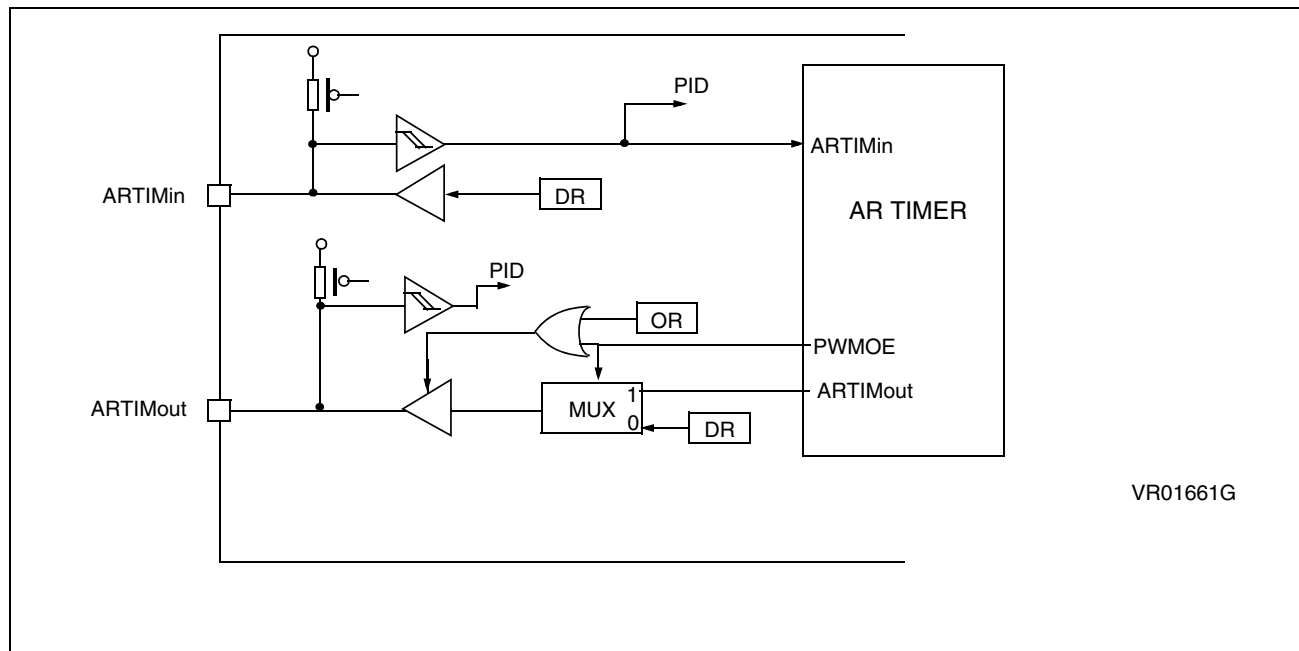 PID
ARTIMin
ARTIMin
DR
AR TIMER
PID
OR
PWMOE
ARTIMout
ARTIMout
MUX
1
0
DR
VR01661G